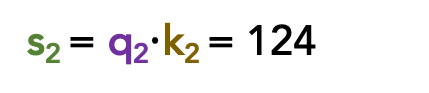 s₂ = q₂·k₂ = 124